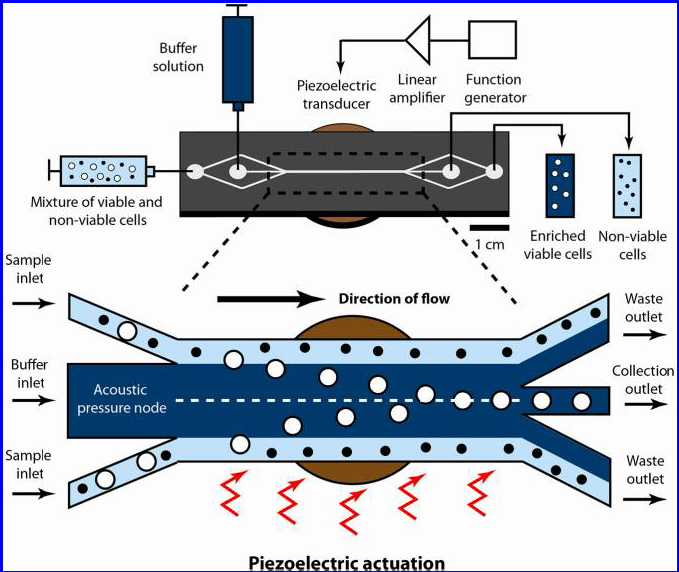 Buffer
solution
Piezoelectric
transducer
Linear
amplifier
Function
generator
Mixture of viable and
non-viable cells
1 cm
Enriched
viable cells
Non-viable
cells
Sample
inlet
Direction of flow
Waste
outlet
Buffer
inlet
Acoustic
pressure node
Collection
outlet
Sample
inlet
Waste
outlet
Piezoelectric actuation